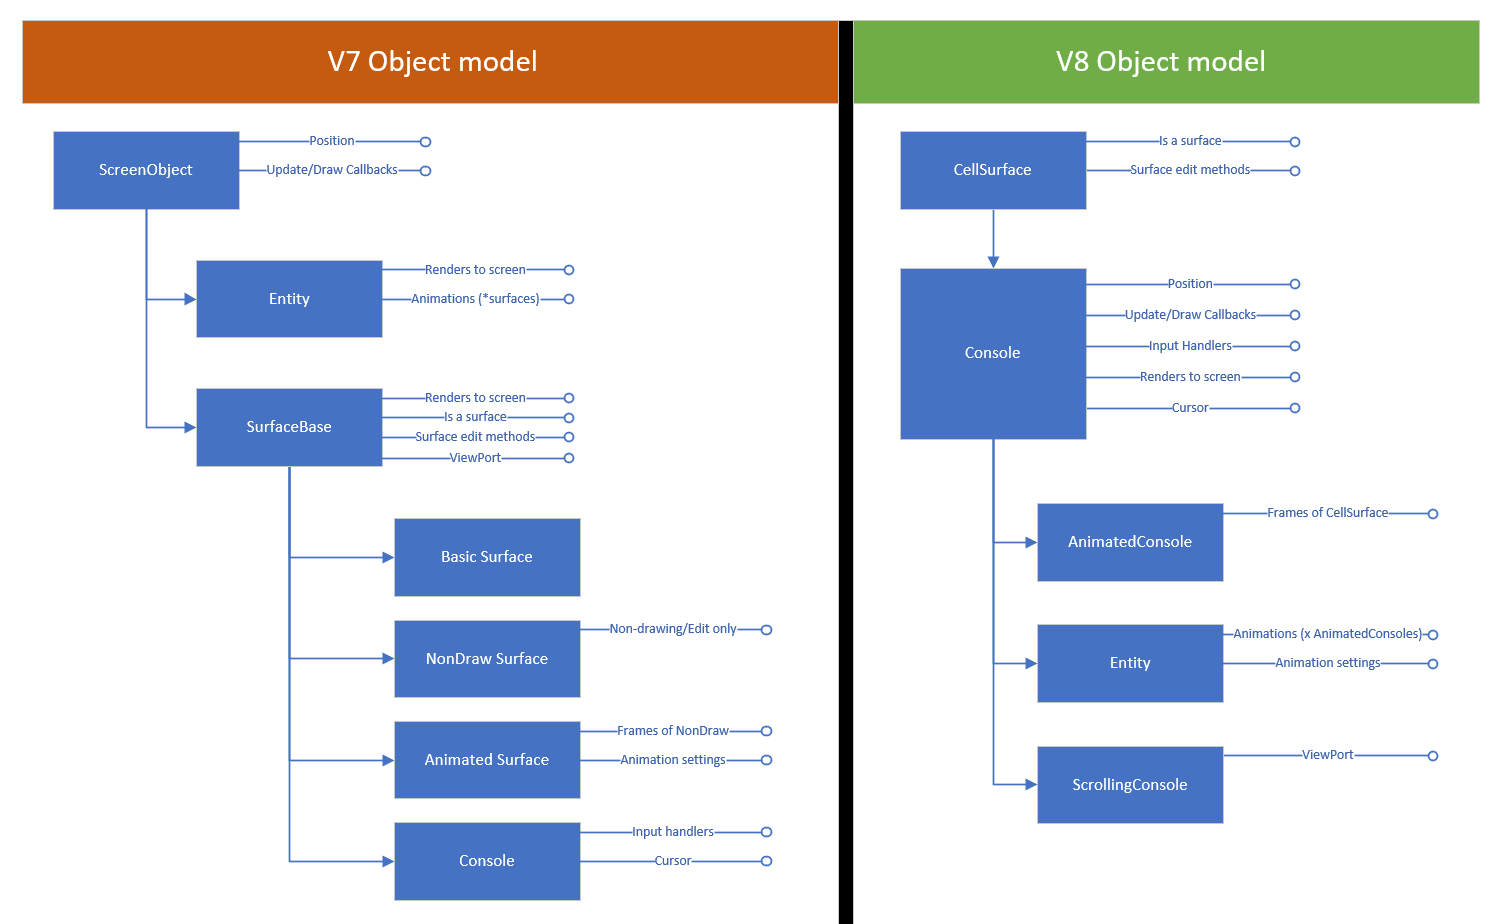 V7 Object model
ScreenObject
Position
Update/Draw Callbacks
Entity
Renders to screen
Animations (*surfaces)
SurfaceBase
Renders to screen
Is a surface
Surface edit methods
ViewPort
Basic Surface
NonDraw Surface
Non-drawing/Edit only
Animated Surface
Frames of NonDraw
Animation settings
Console
Input handlers
Cursor
V8 Object model
CellSurface
Is a surface
Surface edit methods
Console
Position
Update/Draw Callbacks
Input Handlers
Renders to screen
Cursor
AnimatedConsole
Frames of CellSurface
Entity
Animations (x AnimatedConsoles)
Animation settings
ScrollingConsole
ViewPort